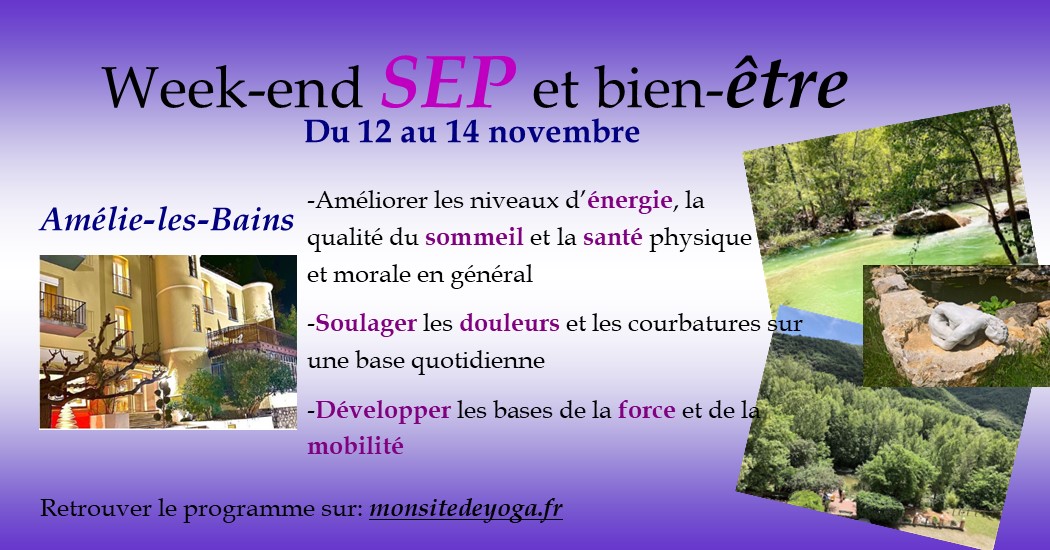 Week-end SEP et bien-être
Du 12 au 14 novembre
Amélie-les-Bains
-Améliorer les niveaux d’énergie, la
qualité du sommeil et la santé physique
et morale en général
-Soulager les douleurs et les courbatures sur
une base quotidienne
-Développer les bases de la force et de la
mobilité
Retrouver le programme sur: monsitedeyoga.fr